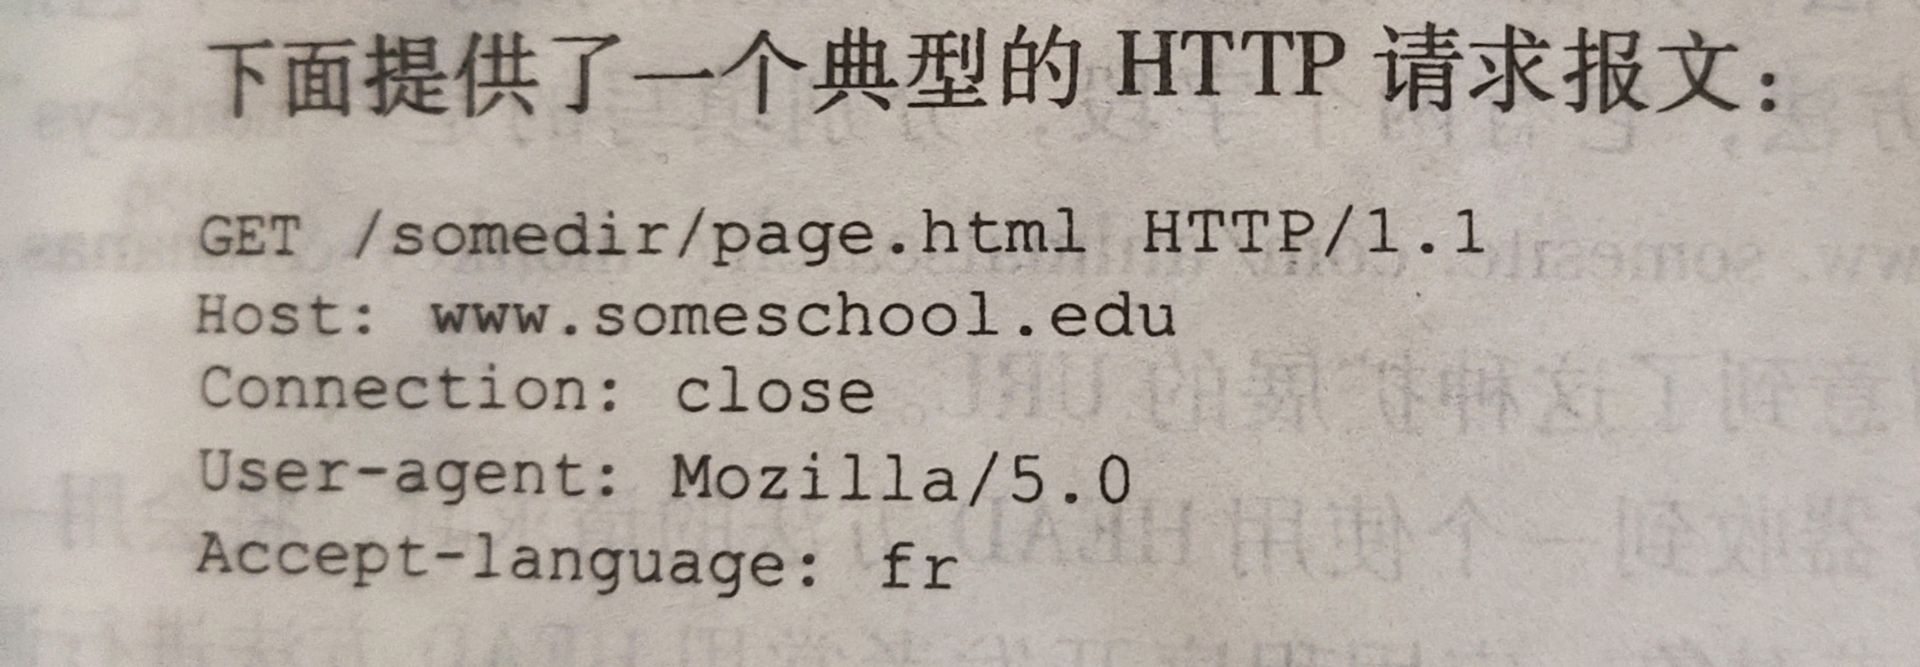 下面提供了一个典型的 HTTP 请求报文：
GET /somedir/page.html HTTP/1.1
Host: www.someschool.edu
Connection: close
User-agent: Mozilla/5.0
Accept-language: fr